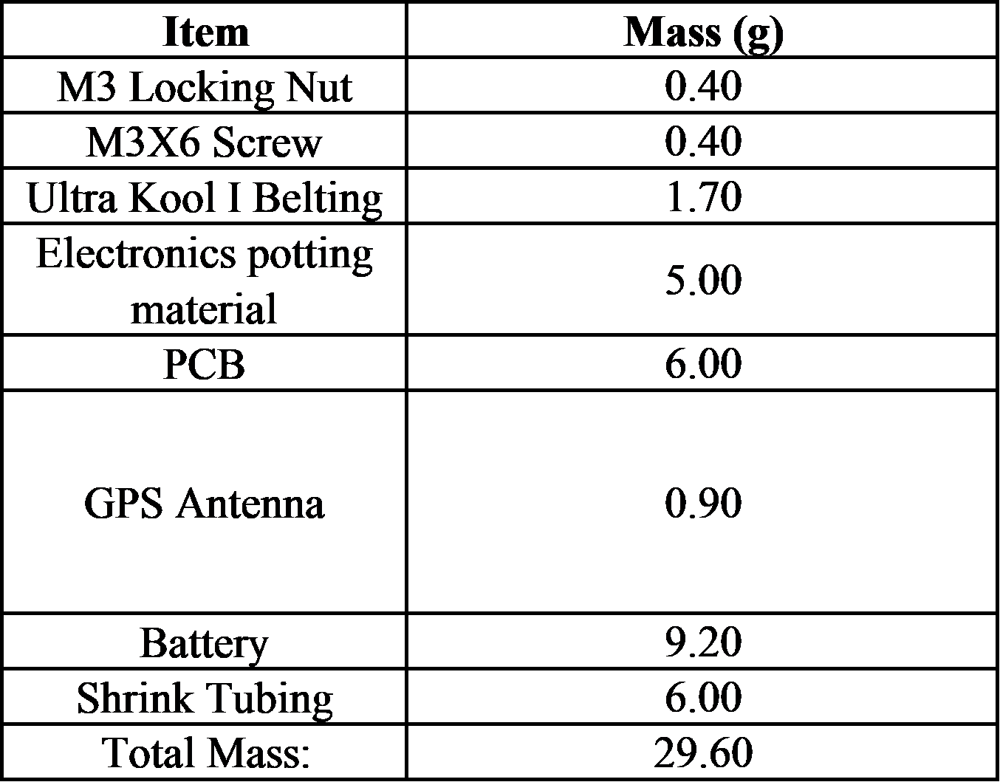 Item Mass (g)
M3 Locking Nut 0.40
M3X6 Screw 0.40
Ultra Kool I Belting 1.70
Electronics potting
material 5.00
PCB 6.00
GPS Antenna 0.90
Battery 9.20
Shrink Tubing 6.00
Total Mass: 29.60